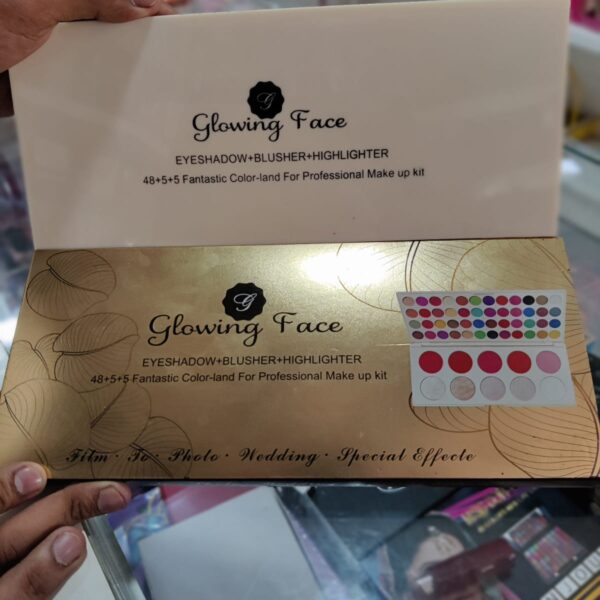 G
Glowing Face
EYESHADOW+BLUSHER+HIGHLIGHTER
48+5+5 Fantastic Color-land For Professional Make up kit
G
Glowing Face
EYESHADOW+BLUSHER+HIGHLIGHTER
48+5+5 Fantastic Color-land For Professional Make up kit
Film · To · Photo · Wedding · Special Effecte